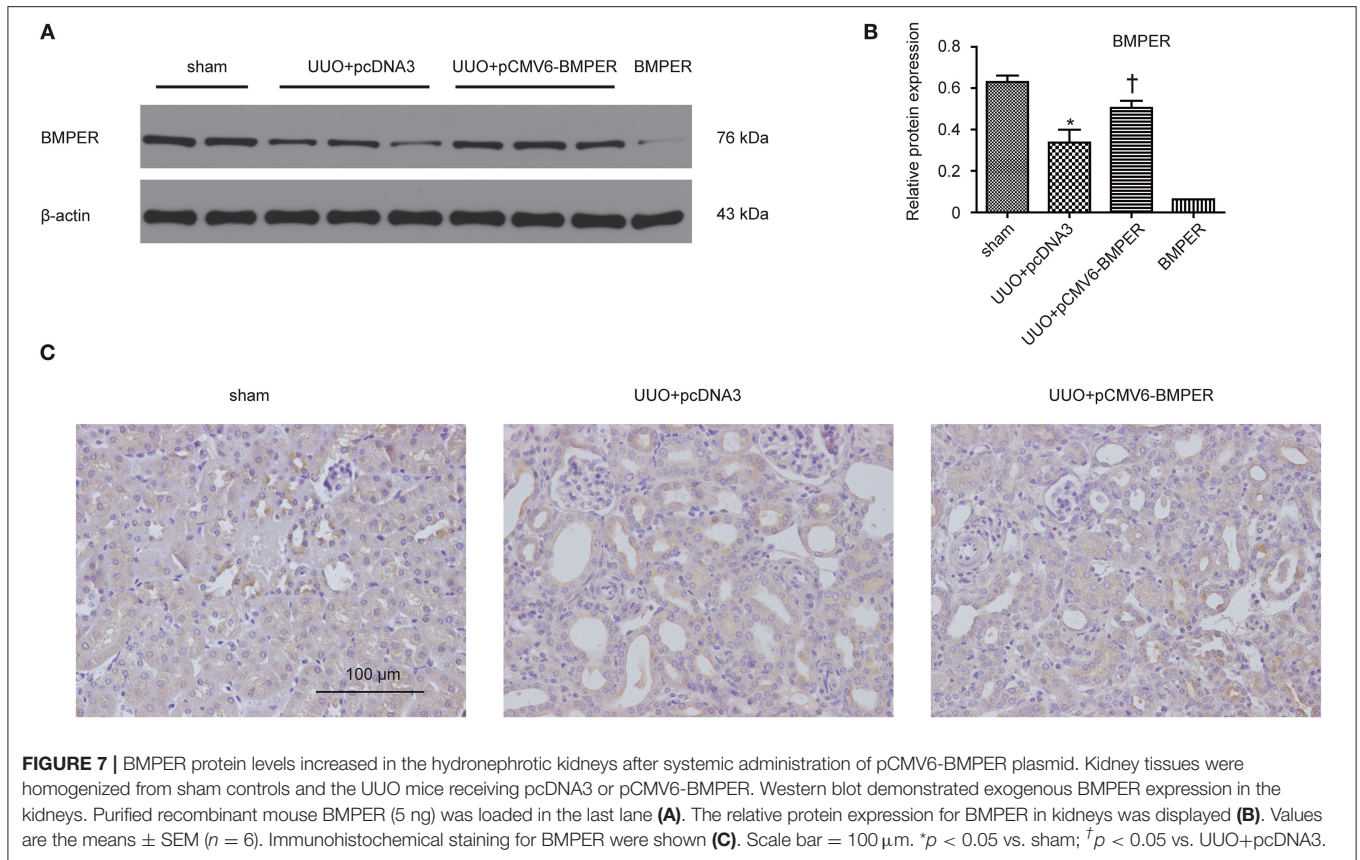 A
sham UUO+pcDNA3 UUO+pCMV6-BMPER BMPER
BMPER 76 kDa
β-actin 43 kDa
B
BMPER
Relative protein expression
0.8
0.6
0.4
0.2
0
*
†
sham
UUO+pcDNA3
UUO+pCMV6-BMPER
BMPER
C
sham UUO+pcDNA3 UUO+pCMV6-BMPER
100 µm
FIGURE 7 | BMPER protein levels increased in the hydronephrotic kidneys after systemic administration of pCMV6-BMPER plasmid. Kidney tissues were
homogenized from sham controls and the UUO mice receiving pcDNA3 or pCMV6-BMPER. Western blot demonstrated exogenous BMPER expression in the
kidneys. Purified recombinant mouse BMPER (5 ng) was loaded in the last lane (A). The relative protein expression for BMPER in kidneys was displayed (B). Values
are the means ± SEM (n = 6). Immunohistochemical staining for BMPER were shown (C). Scale bar = 100 µm. *p < 0.05 vs. sham; †p < 0.05 vs. UUO+pcDNA3.